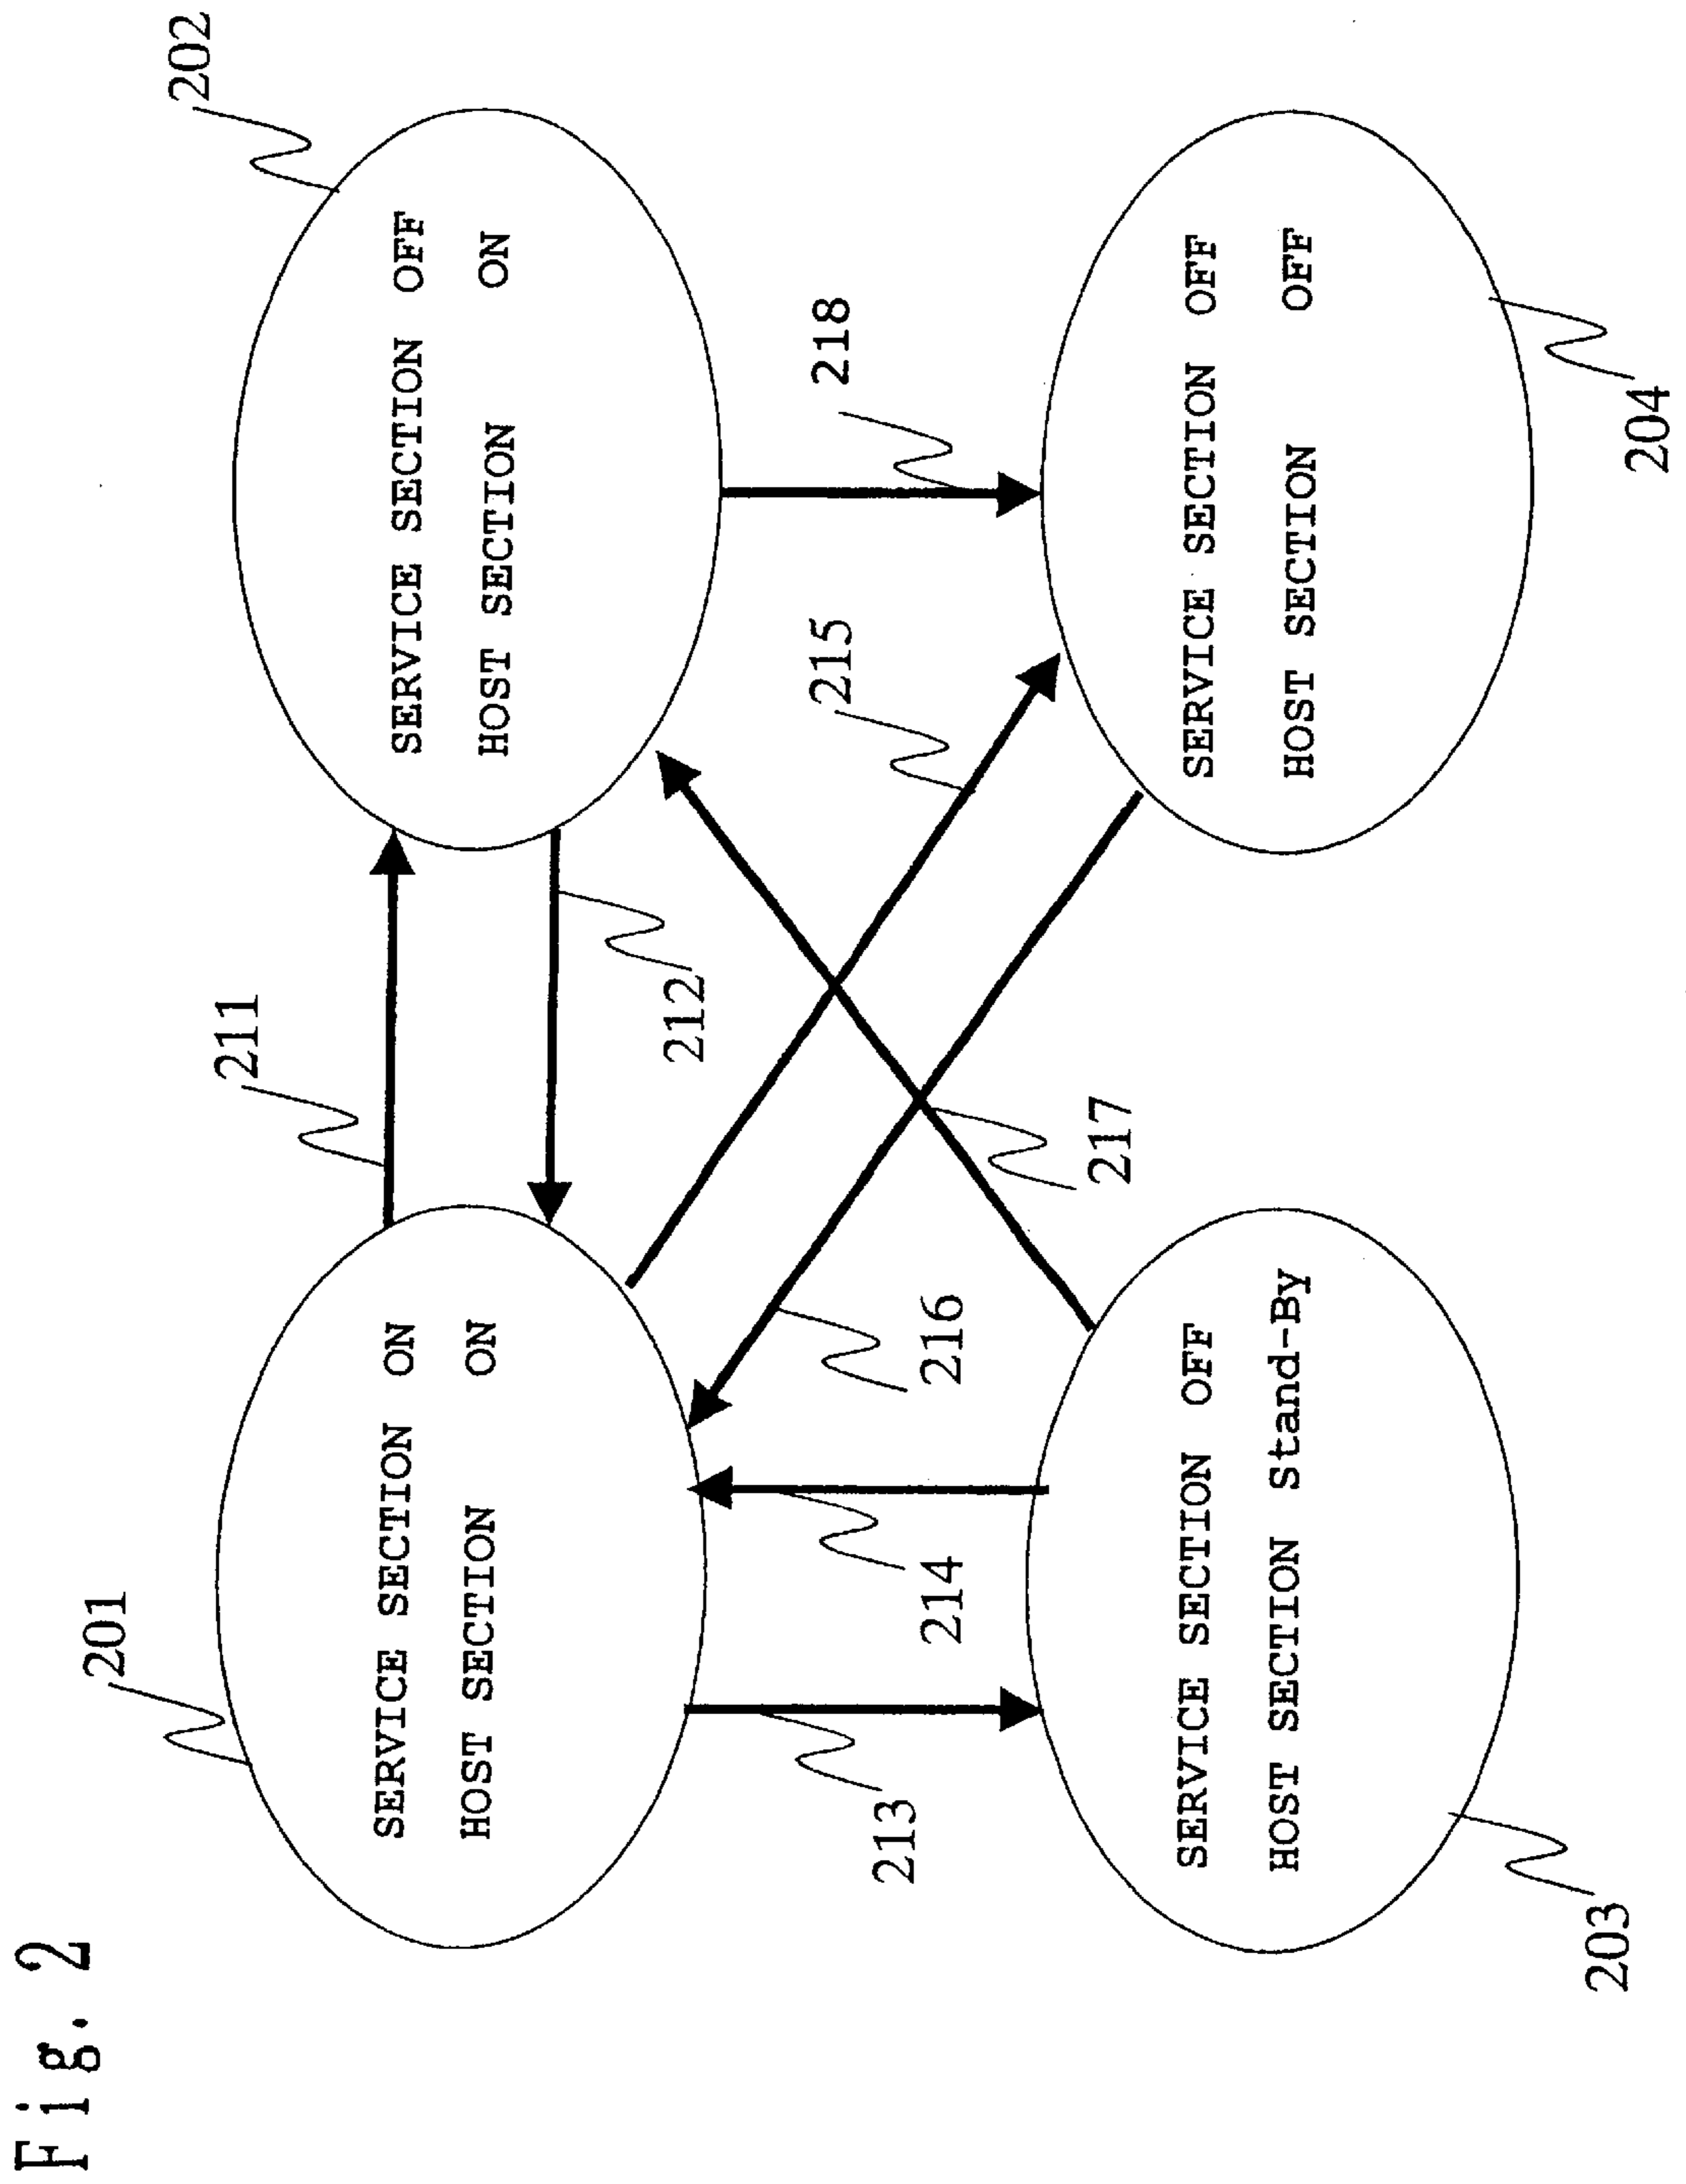 Fig. 2
201
SERVICE SECTION ON
HOST SECTION ON
211
212
202
SERVICE SECTION OFF
HOST SECTION ON
213
214
216
217
215
218
SERVICE SECTION OFF
HOST SECTION Stand-By
203
SERVICE SECTION OFF
HOST SECTION OFF
204